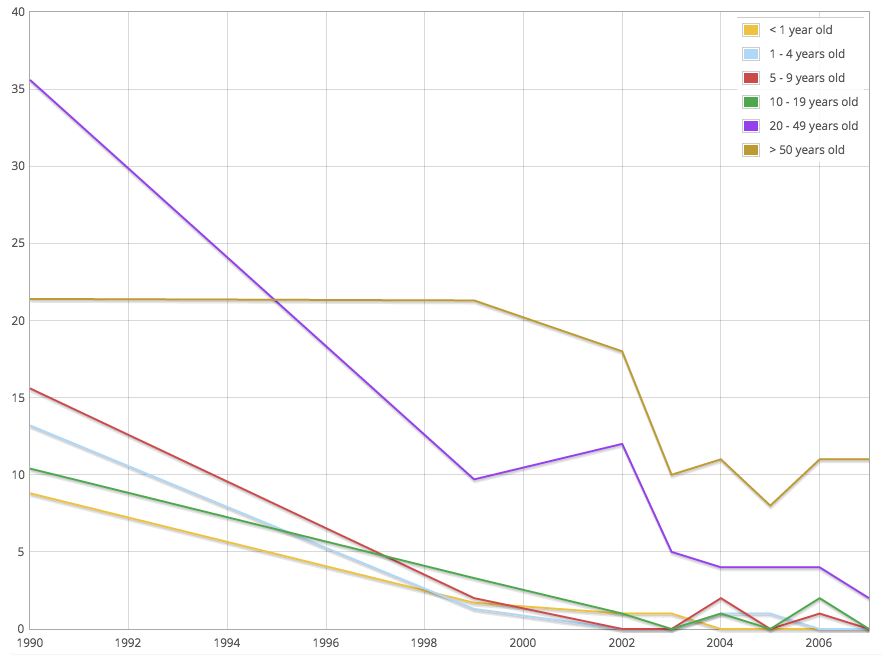 40
35
30
25
20
15
10
5
0
1990 1992 1994 1996 1998 2000 2002 2004 2006
< 1 year old
1 - 4 years old
5 - 9 years old
10 - 19 years old
20 - 49 years old
> 50 years old